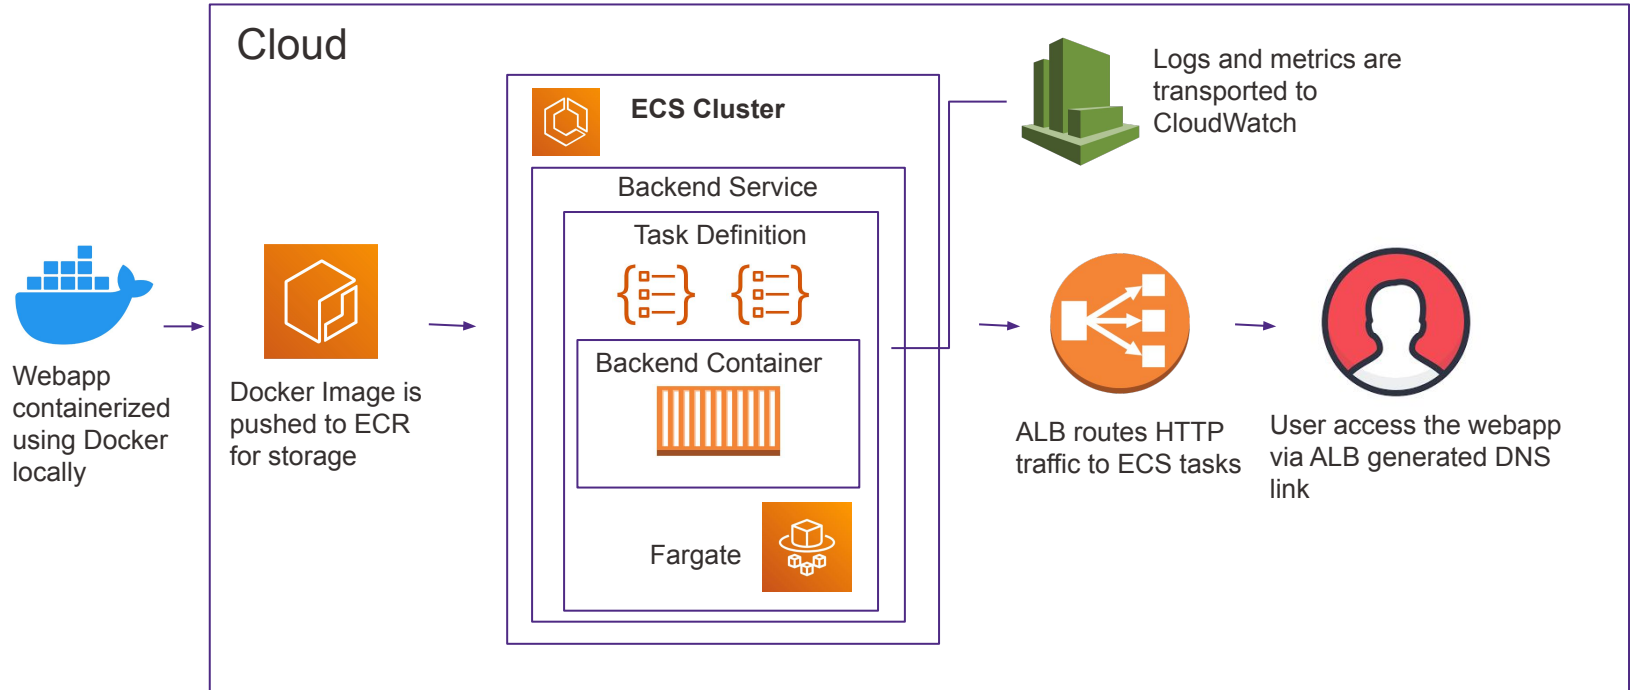 Cloud
ECS Cluster
Logs and metrics are
transported to
CloudWatch
Backend Service
Task Definition
Backend Container
Fargate
Webapp
containerized
using Docker
locally
Docker Image is
pushed to ECR
for storage
ALB routes HTTP
traffic to ECS tasks
User access the webapp
via ALB generated DNS
link